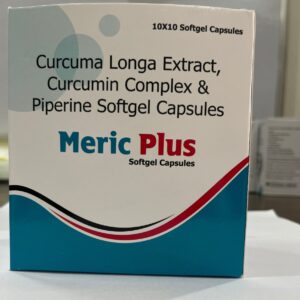 10X10 Softgel Capsules
Curcuma Longa Extract,
Curcumin Complex &
Piperine Softgel Capsules
Meric Plus
Softgel Capsules